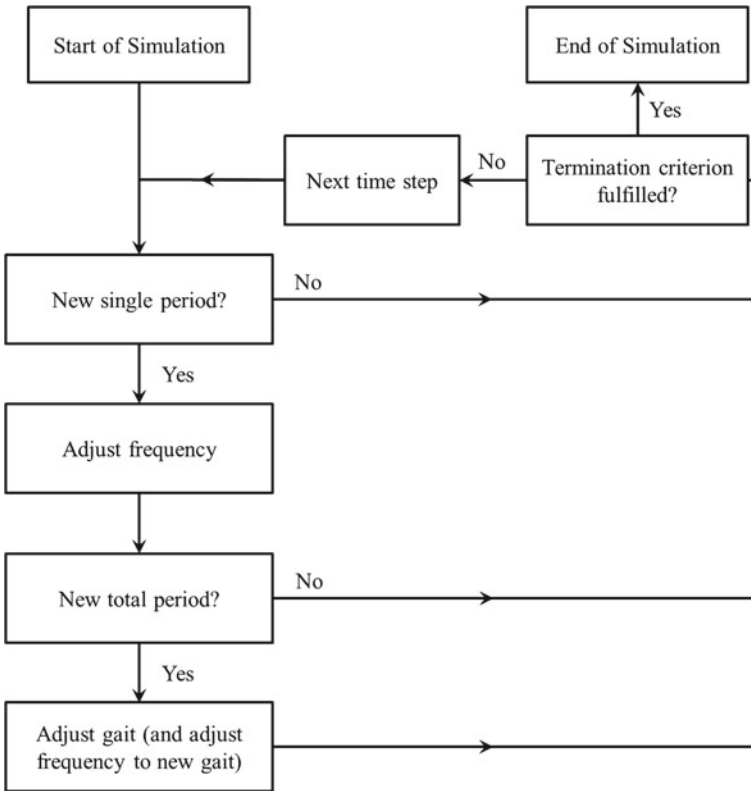 Start of Simulation
End of Simulation
Yes
Next time step
No
Termination criterion
fulfilled?
New single period?
No
Yes
Adjust frequency
New total period?
No
Yes
Adjust gait (and adjust
frequency to new gait)